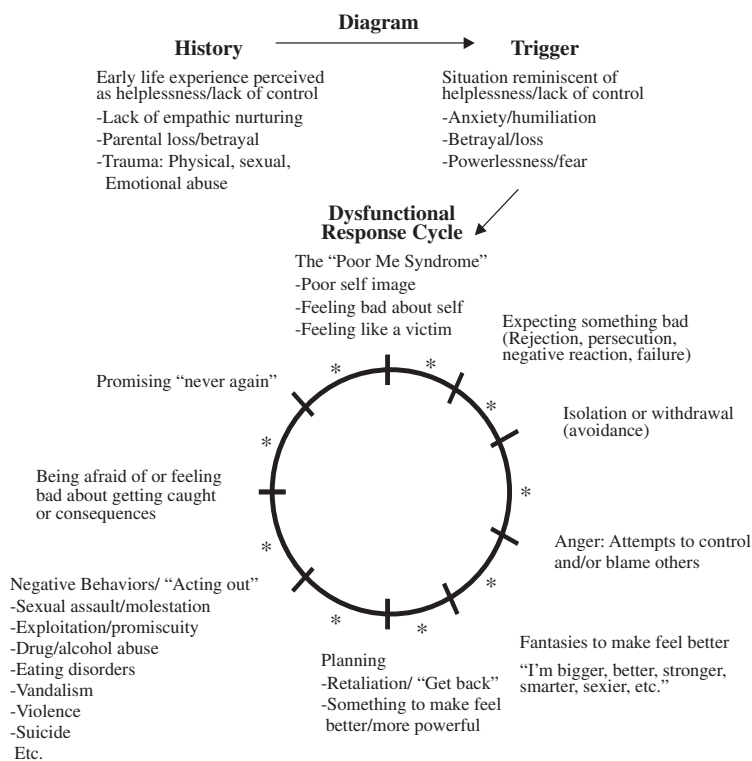 Diagram
History
Trigger
Early life experience perceived
as helplessness/lack of control
-Lack of empathic nurturing
-Parental loss/betrayal
-Trauma: Physical, sexual,
Emotional abuse
Situation reminiscent of
helplessness/lack of control
-Anxiety/humiliation
-Betrayal/loss
-Powerlessness/fear
Dysfunctional
Response Cycle
The “Poor Me Syndrome”
-Poor self image
-Feeling bad about self
-Feeling like a victim
Expecting something bad
(Rejection, persecution,
negative reaction, failure)
Isolation or withdrawal
(avoidance)
Anger: Attempts to control
and/or blame others
Fantasies to make feel better
“I’m bigger, better, stronger,
smarter, sexier, etc.”
Planning
-Retaliation/ “Get back”
-Something to make feel
better/more powerful
Negative Behaviors/ “Acting out”
-Sexual assault/molestation
-Exploitation/promiscuity
-Drug/alcohol abuse
-Eating disorders
-Vandalism
-Violence
-Suicide
Etc.
Being afraid of or feeling
bad about getting caught
or consequences
Promising “never again”
* * * * * * * * * *